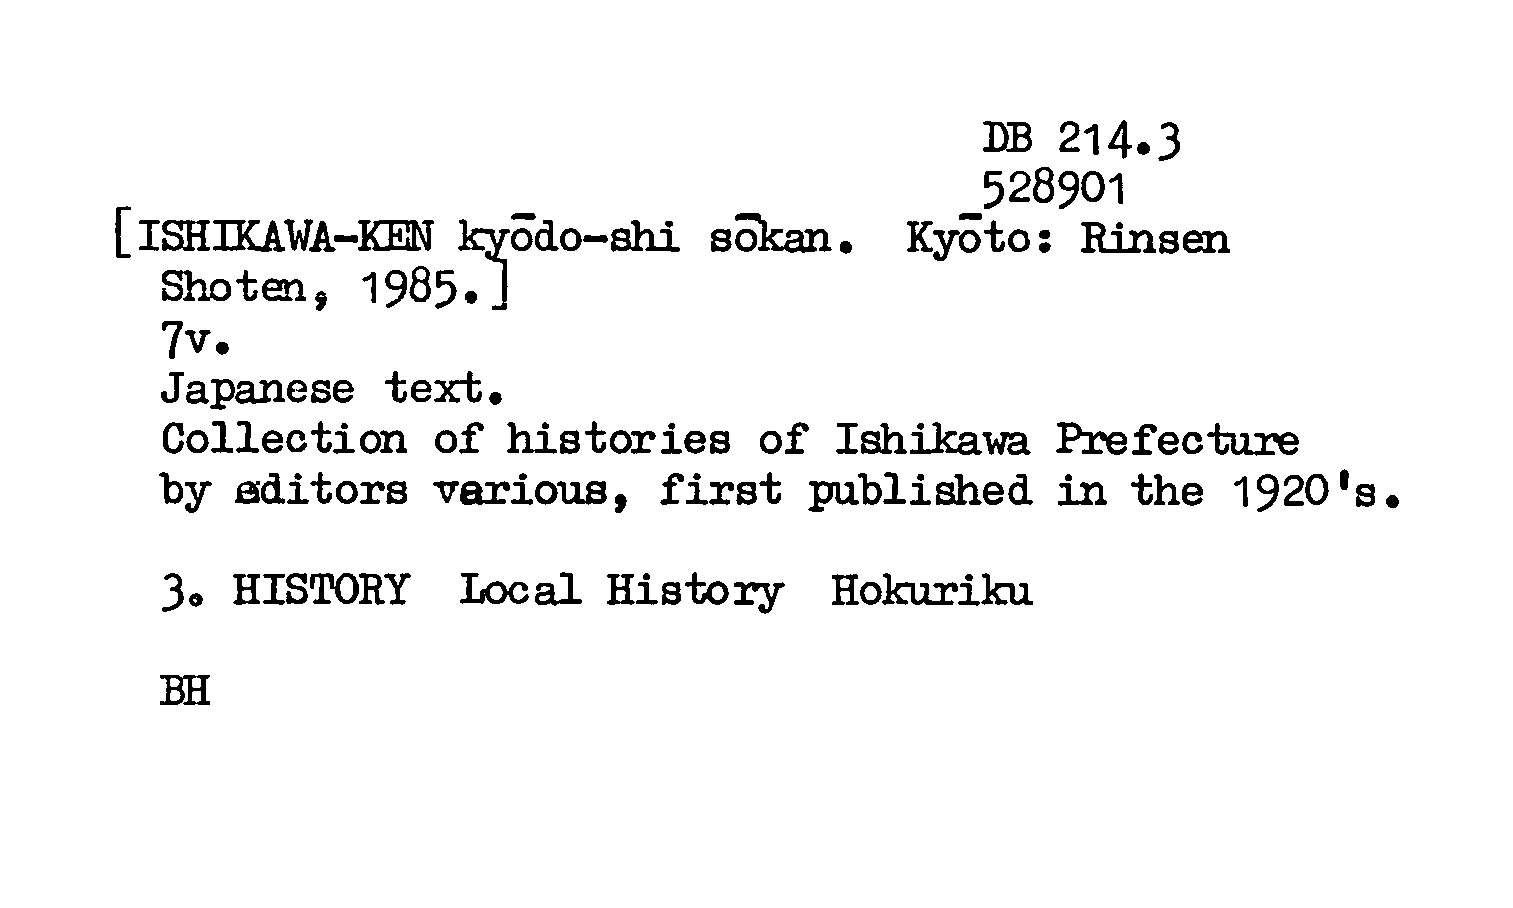 DB 214.3
528901
[ISHIKAWA-KEN kyōdo-shi sōkan. Kyōto: Rinsen
Shoten, 1985.]
7v.
Japanese text.
Collection of histories of Ishikawa Prefecture
by editors various, first published in the 1920's.
3. HISTORY Local History Hokuriku
BH